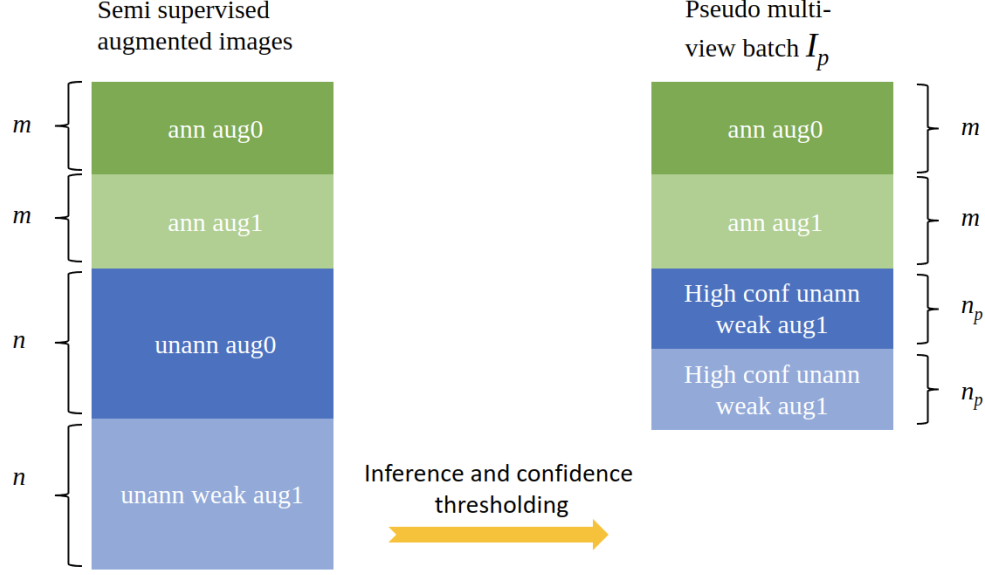 Semi supervised
augmented images
m
ann aug0
m
ann aug1
n
unann aug0
n
unann weak aug1
Inference and confidence
thresholding
Pseudo multi-
view batch I_p
ann aug0
m
ann aug1
m
High conf unann
weak aug1
n_p
High conf unann
weak aug1
n_p